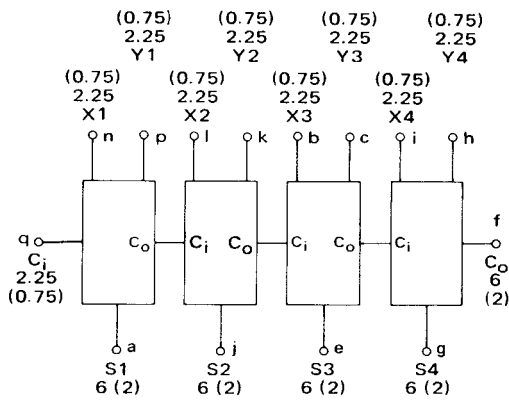 (0.75) (0.75) (0.75) (0.75)
2.25 2.25 2.25 2.25
Y1 Y2 Y3 Y4
(0.75) (0.75) (0.75) (0.75)
2.25 2.25 2.25 2.25
X1 X2 X3 X4
n p l k b c i h
q Co Ci Co Ci Co Ci f
Ci Co
2.25 6
(0.75) (2)
a j e g
S1 S2 S3 S4
6 (2) 6 (2) 6 (2) 6 (2)